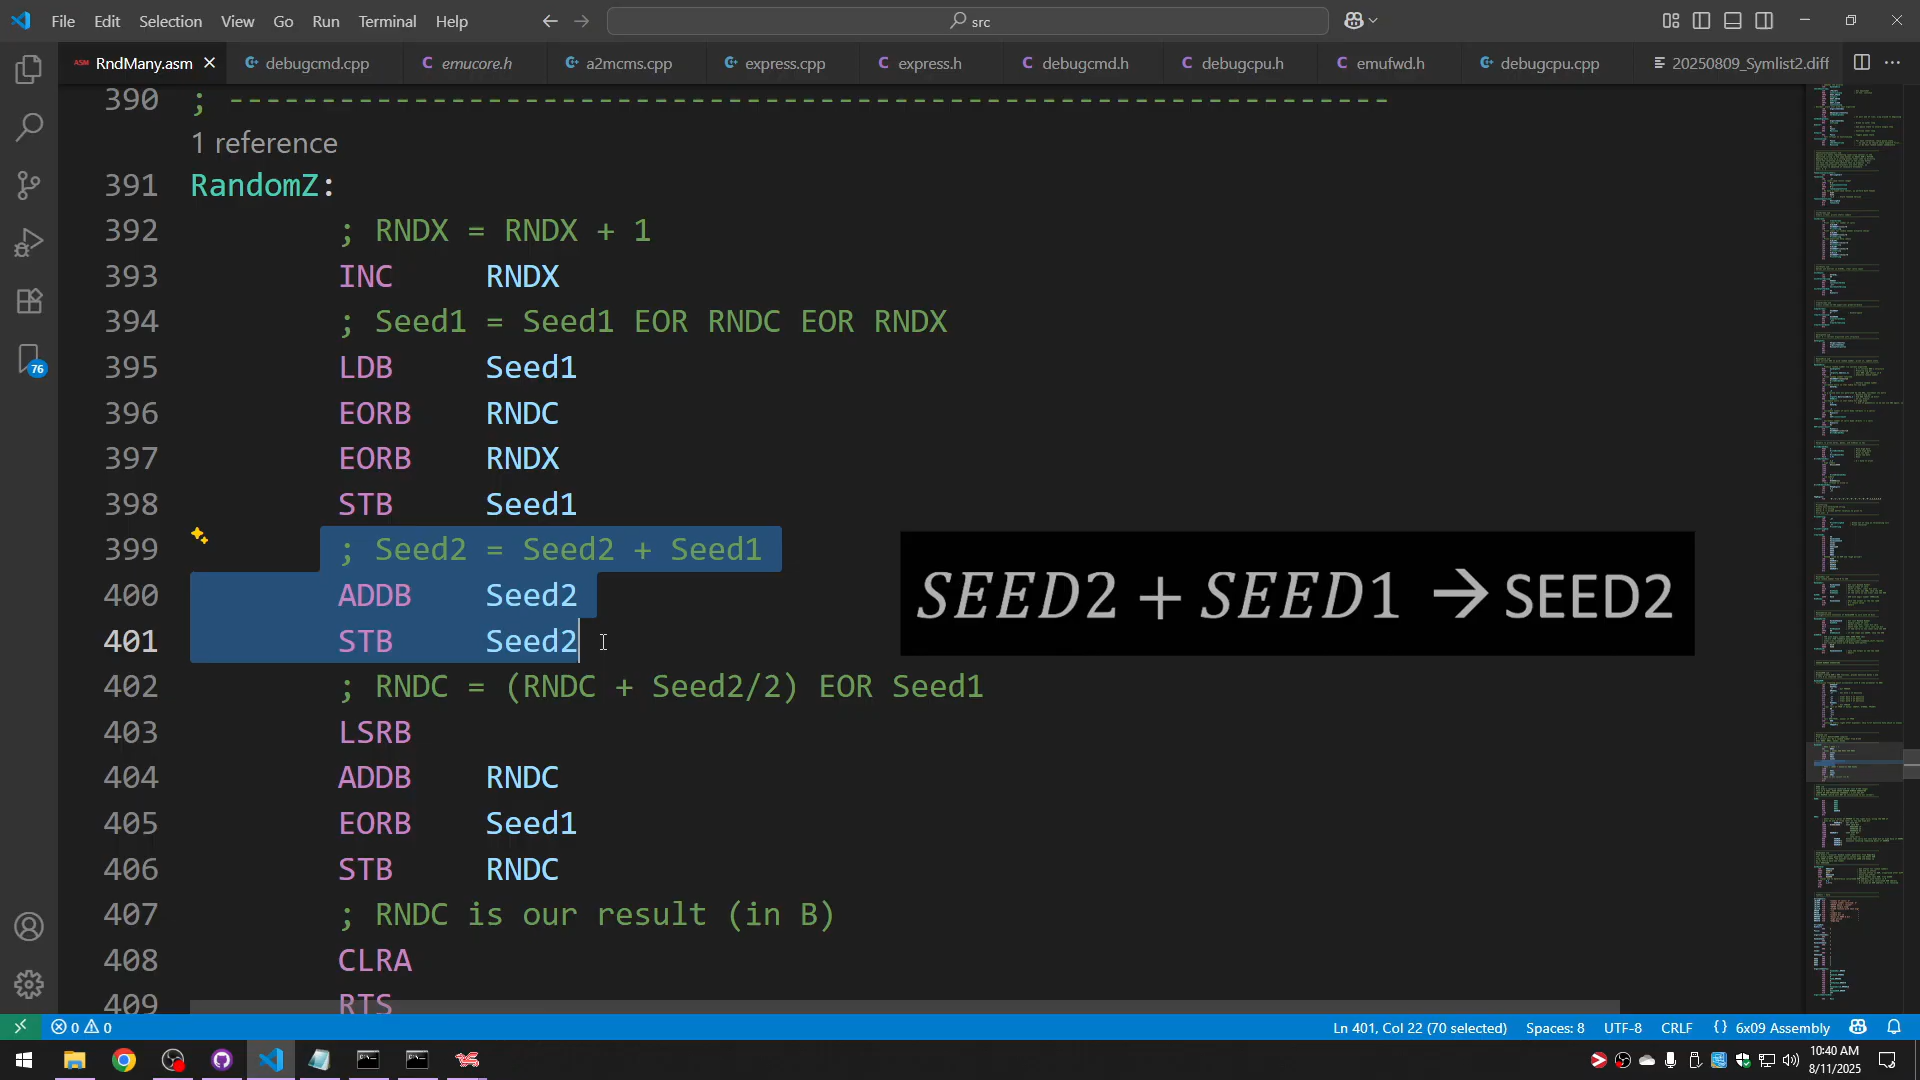 File Edit Selection View Go Run Terminal Help
src
ASM RndMany.asm debugcmd.cpp emucore.h a2mcms.cpp express.cpp express.h debugcmd.h debugcpu.h emufwd.h debugcpu.cpp 20250809_Symlist2.diff
390 ; ---------------------------------------------------------------
1 reference
391 RandomZ:
392 ; RNDX = RNDX + 1
393 INC RNDX
394 ; Seed1 = Seed1 EOR RNDC EOR RNDX
395 LDB Seed1
396 EORB RNDC
397 EORB RNDX
398 STB Seed1
399 ; Seed2 = Seed2 + Seed1
400 ADDB Seed2
401 STB Seed2
SEED2 + SEED1 → SEED2
402 ; RNDC = (RNDC + Seed2/2) EOR Seed1
403 LSRB
404 ADDB RNDC
405 EORB Seed1
406 STB RNDC
407 ; RNDC is our result (in B)
408 CLRA
409 RTS
76
0 0 Ln 401, Col 22 (70 selected) Spaces: 8 UTF-8 CRLF {} 6x09 Assembly
10:40 AM
8/11/2025